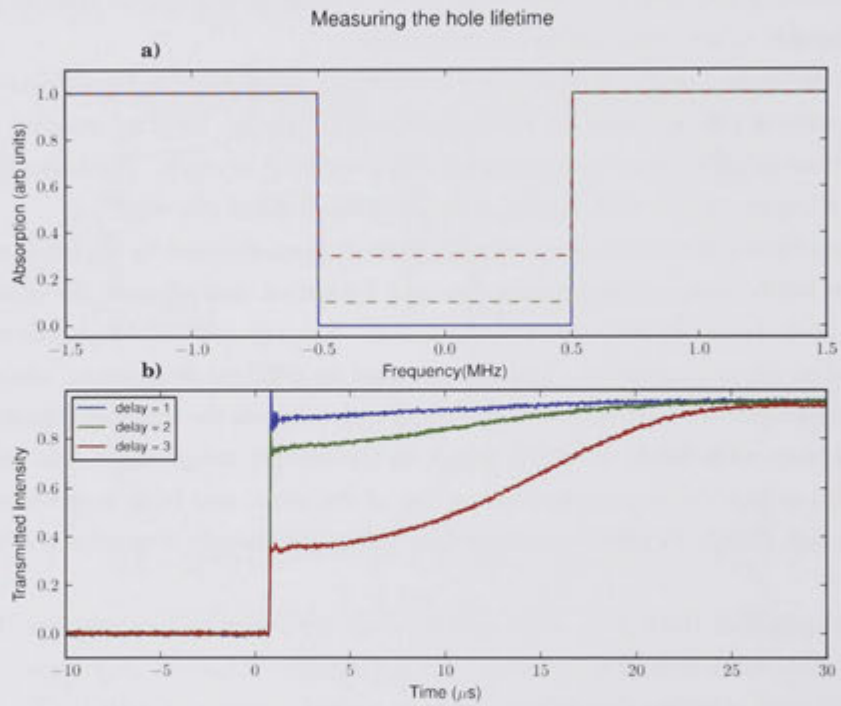 Measuring the hole lifetime
a)
Absorption (arb units)
1.0
0.8
0.6
0.4
0.2
0.0
−1.5 −1.0 −0.5 0.0 0.5 1.0 1.5
Frequency(MHz)
b)
delay = 1
delay = 2
delay = 3
Transmitted Intensity
0.8
0.6
0.4
0.2
0.0
−10 −5 0 5 10 15 20 25 30
Time (μs)